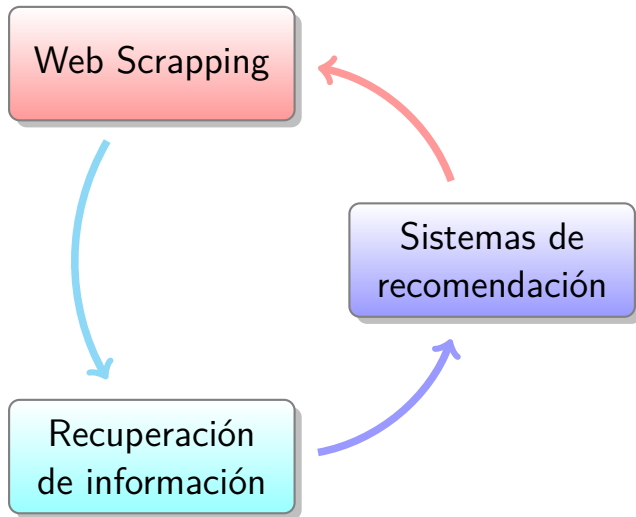 Web Scrapping
Sistemas de
recomendación
Recuperación
de información